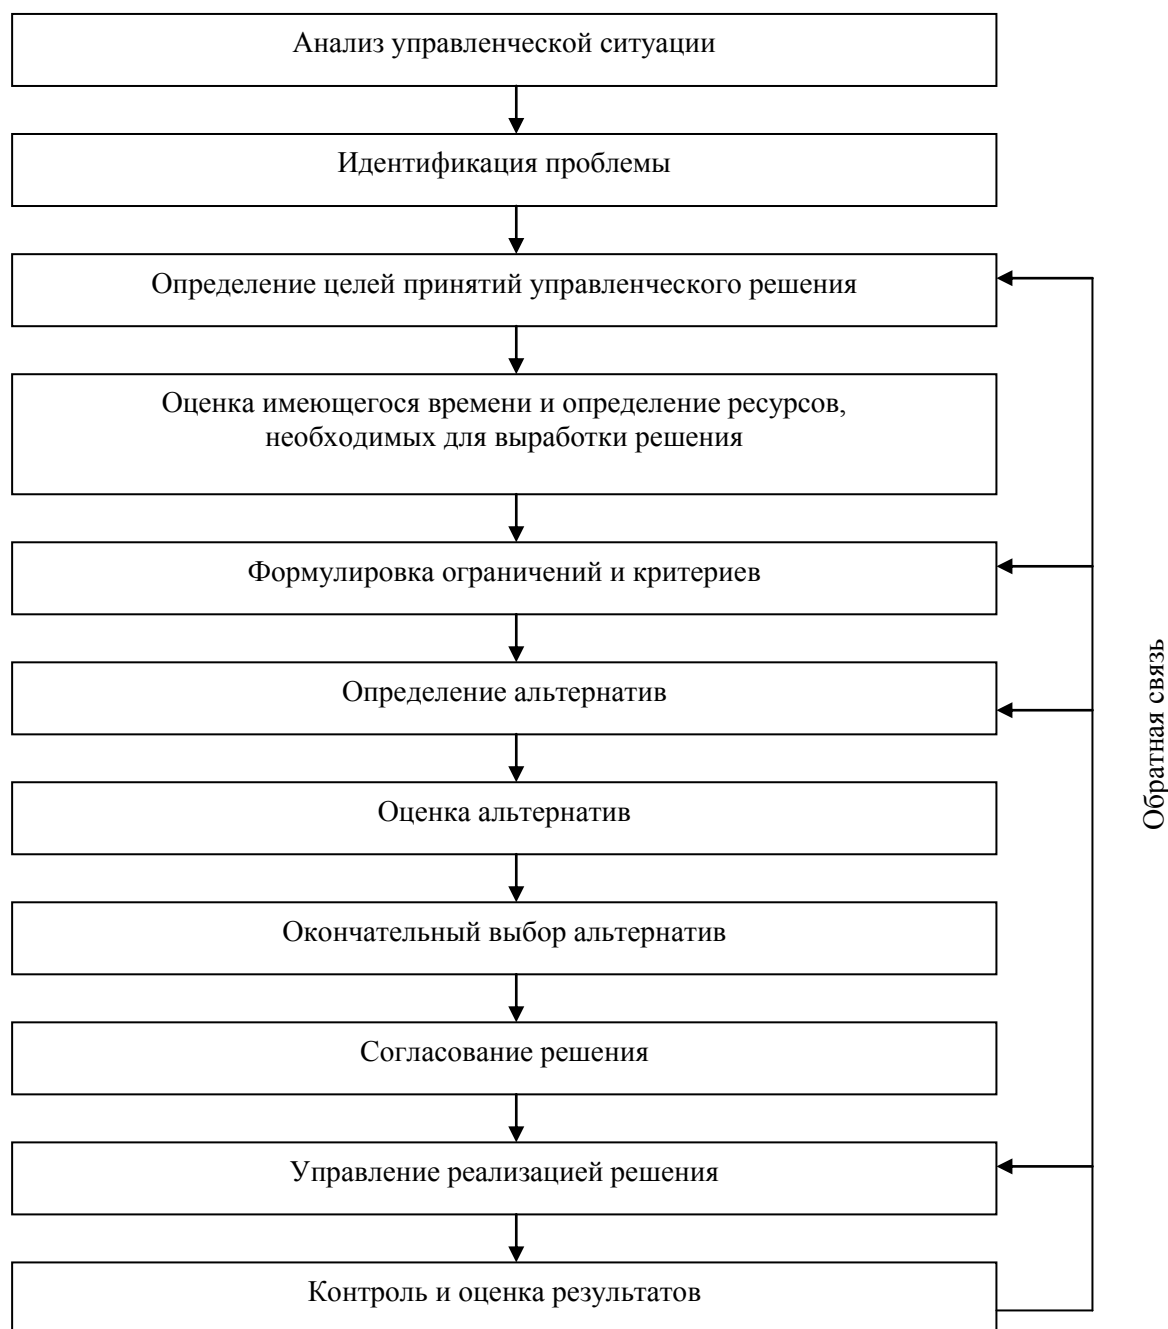 Анализ управленческой ситуации
Идентификация проблемы
Определение целей принятий управленческого решения
Оценка имеющегося времени и определение ресурсов,
необходимых для выработки решения
Формулировка ограничений и критериев
Определение альтернатив
Оценка альтернатив
Окончательный выбор альтернатив
Согласование решения
Управление реализацией решения
Контроль и оценка результатов
Обратная связь